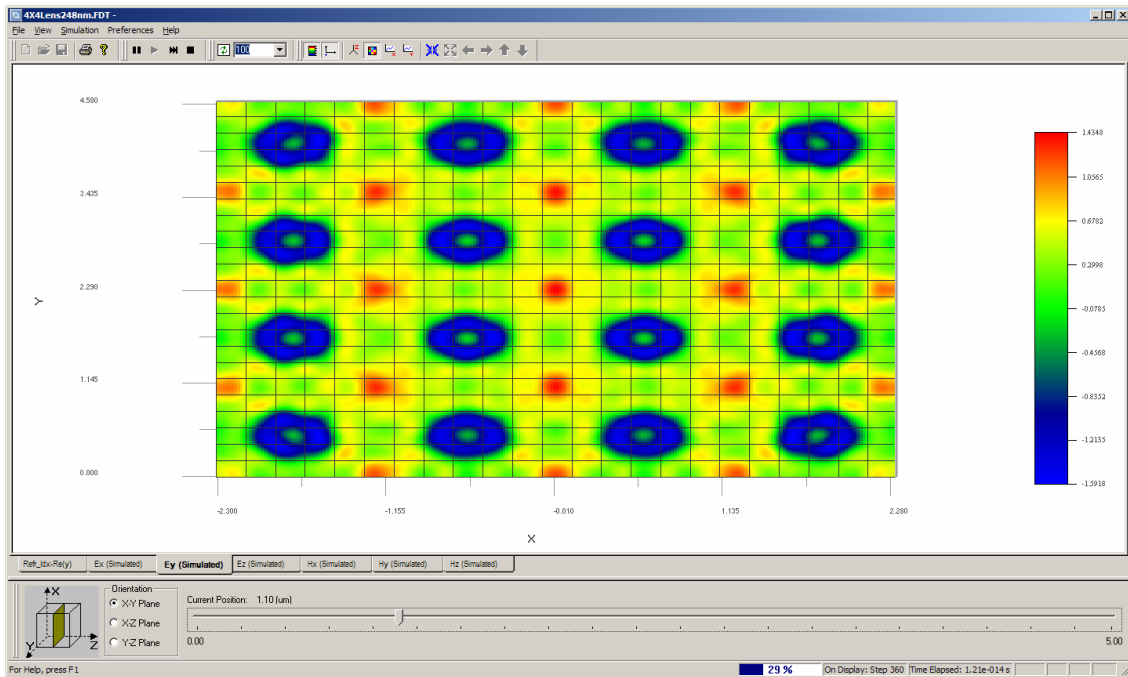 4X4Lens248nm.FDT -
File View Simulation Preferences Help
100
4.580
3.435
2.290
1.145
0.000
Y
-2.300 -1.155 -0.010 1.135 2.280
X
1.4348
1.0565
0.6782
0.2998
-0.0785
-0.4568
-0.8352
-1.2135
-1.5918
Refr_Idx-Re(y) Ex (Simulated) Ey (Simulated) Ez (Simulated) Hx (Simulated) Hy (Simulated) Hz (Simulated)
X
Y
Z
Orientation
X-Y Plane
X-Z Plane
Y-Z Plane
Current Position: 1.10 (um)
0.00 5.00
For Help, press F1
29 % On Display: Step 360 Time Elapsed: 1.21e-014 s